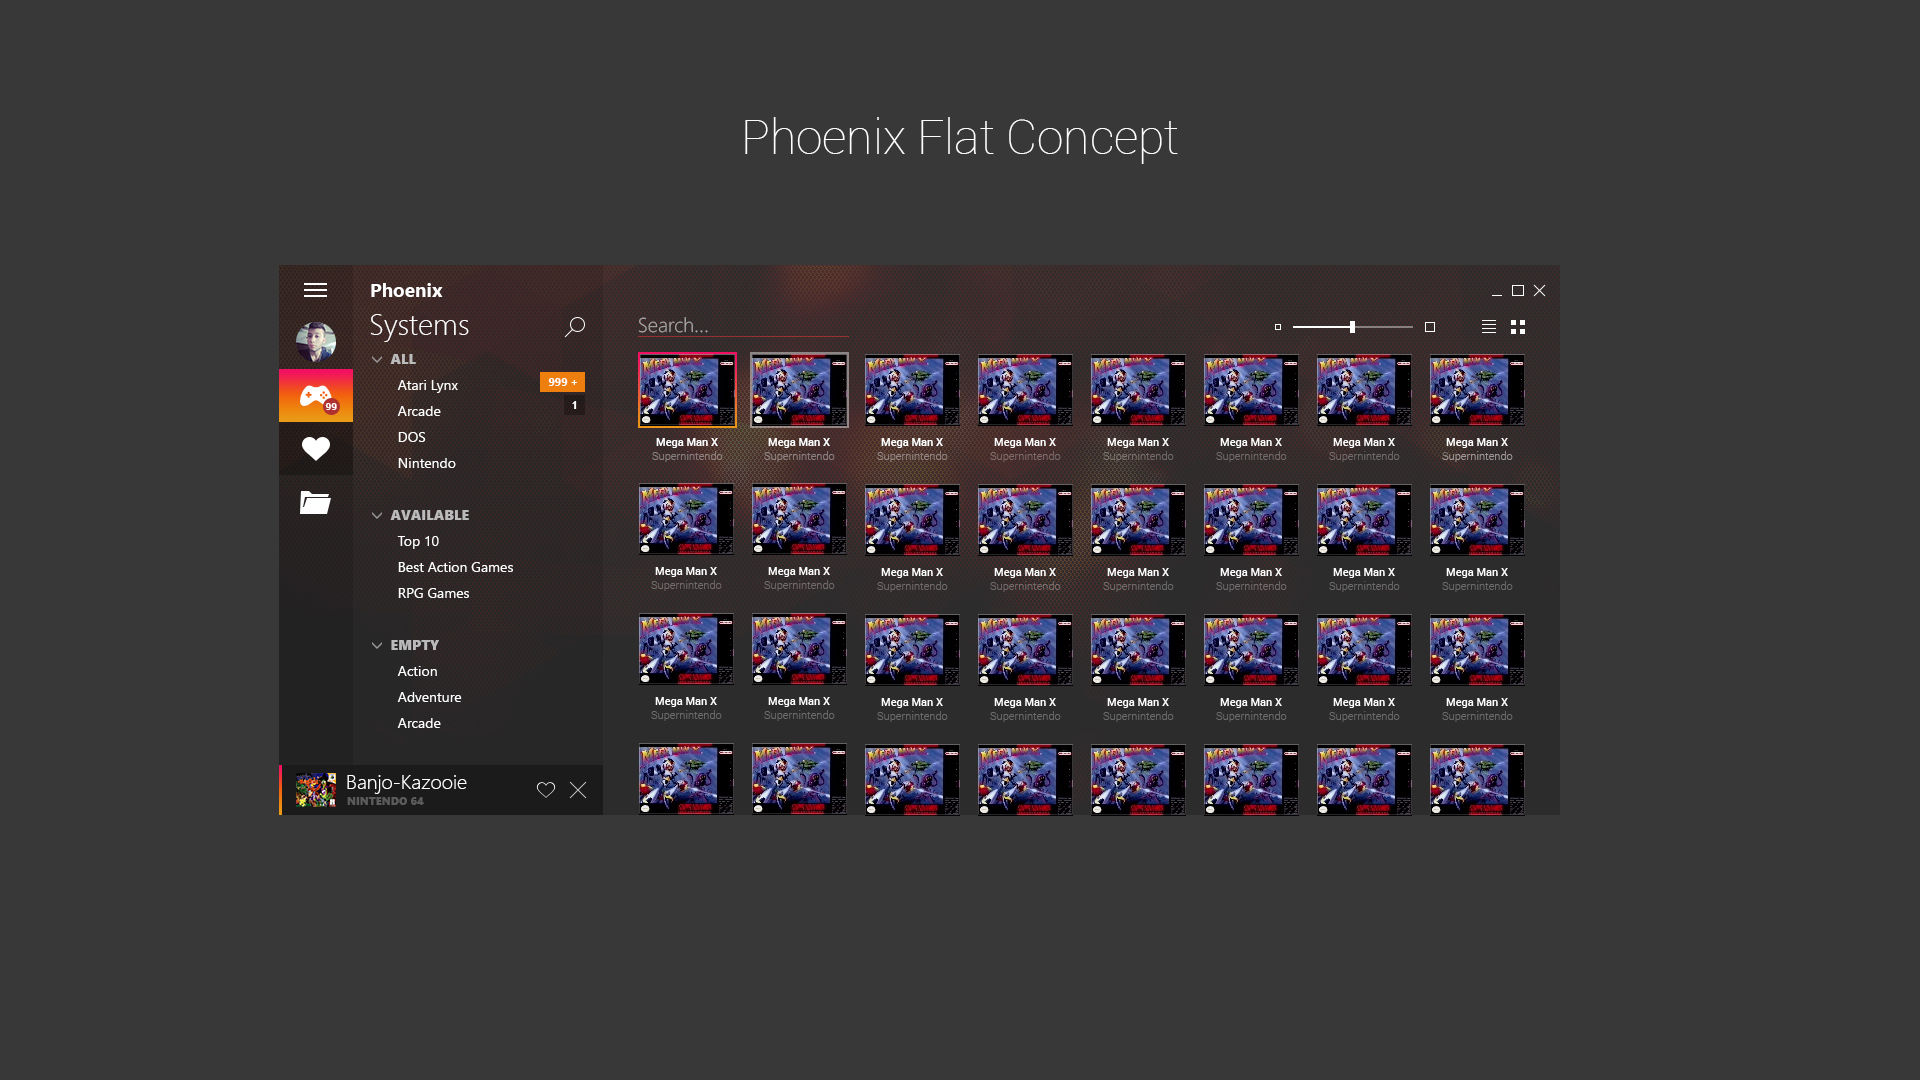 Phoenix Flat Concept
Phoenix
Systems
ALL
Atari Lynx
999 +
Arcade
1
DOS
Nintendo
AVAILABLE
Top 10
Best Action Games
RPG Games
EMPTY
Action
Adventure
Arcade
99
Banjo-Kazooie
NINTENDO 64
Search...
Mega Man X Mega Man X Mega Man X Mega Man X Mega Man X Mega Man X Mega Man X Mega Man X
Supernintendo Supernintendo Supernintendo Supernintendo Supernintendo Supernintendo Supernintendo Supernintendo
Mega Man X Mega Man X Mega Man X Mega Man X Mega Man X Mega Man X Mega Man X Mega Man X
Supernintendo Supernintendo Supernintendo Supernintendo Supernintendo Supernintendo Supernintendo Supernintendo
Mega Man X Mega Man X Mega Man X Mega Man X Mega Man X Mega Man X Mega Man X Mega Man X
Supernintendo Supernintendo Supernintendo Supernintendo Supernintendo Supernintendo Supernintendo Supernintendo